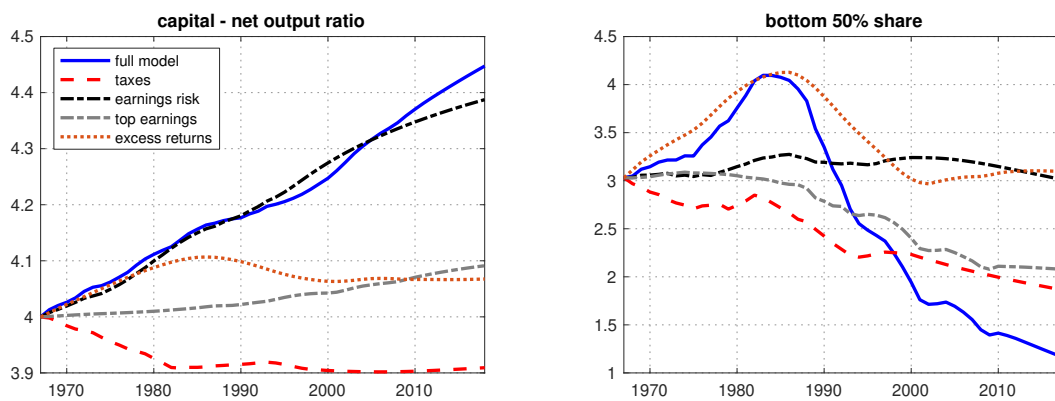 capital - net output ratio
4.5
4.4
4.3
4.2
4.1
4
3.9
full model
taxes
earnings risk
top earnings
excess returns
1970 1980 1990 2000 2010
bottom 50% share
4.5
4
3.5
3
2.5
2
1.5
1
1970 1980 1990 2000 2010